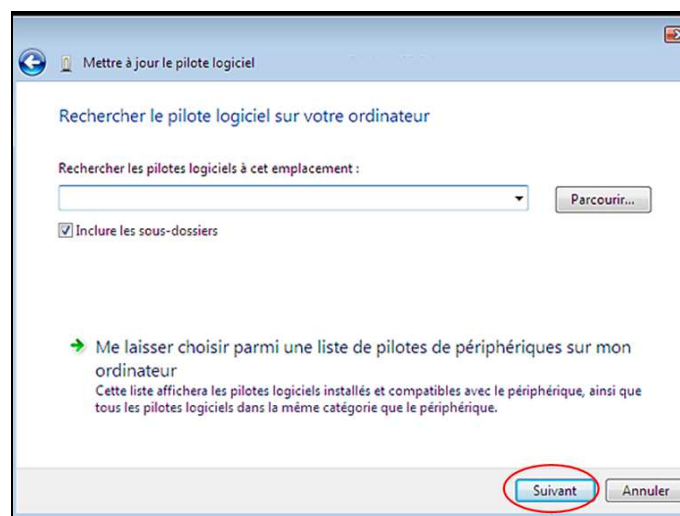 Mettre à jour le pilote logiciel
Rechercher le pilote logiciel sur votre ordinateur
Rechercher les pilotes logiciels à cet emplacement :
Parcourir...
Inclure les sous-dossiers
Me laisser choisir parmi une liste de pilotes de périphériques sur mon
ordinateur
Cette liste affichera les pilotes logiciels installés et compatibles avec le périphérique, ainsi que
tous les pilotes logiciels dans la même catégorie que le périphérique.
Suivant
Annuler